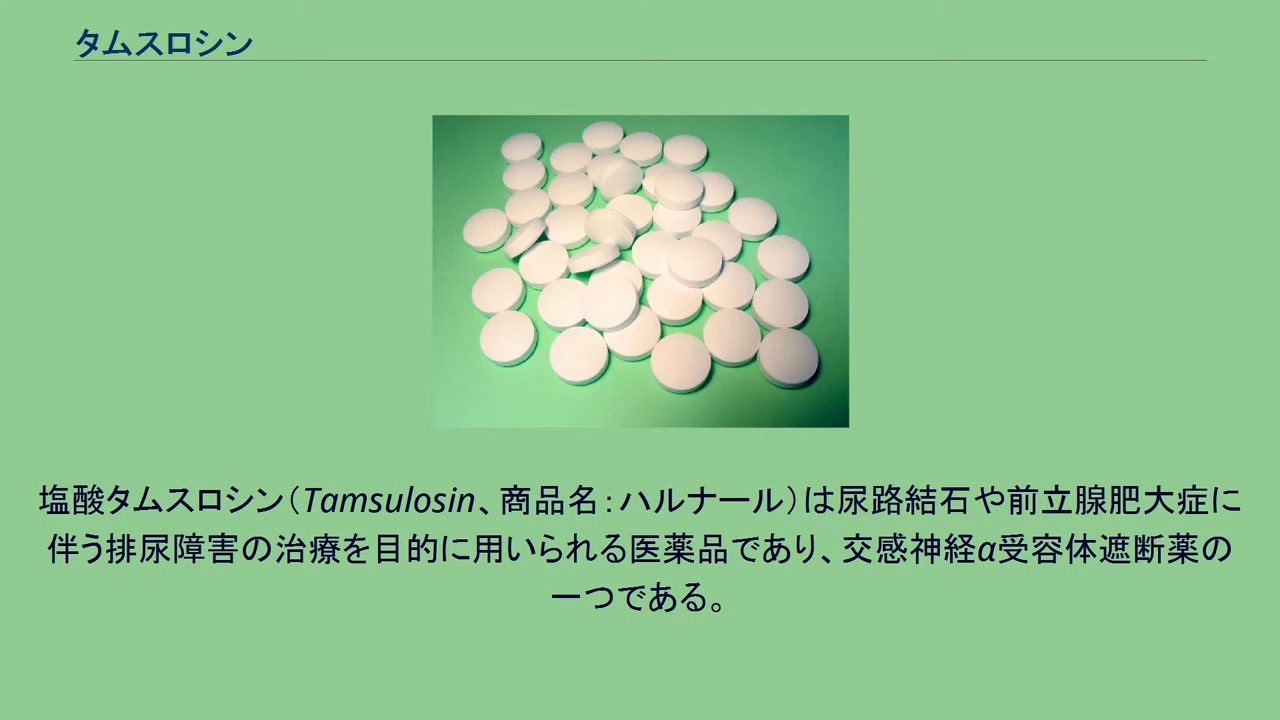 タムスロシン
塩酸タムスロシン（Tamsulosin、商品名：ハルナール）は尿路結石や前立腺肥大症に
伴う排尿障害の治療を目的に用いられる医薬品であり、交感神経α受容体遮断薬の
一つである。